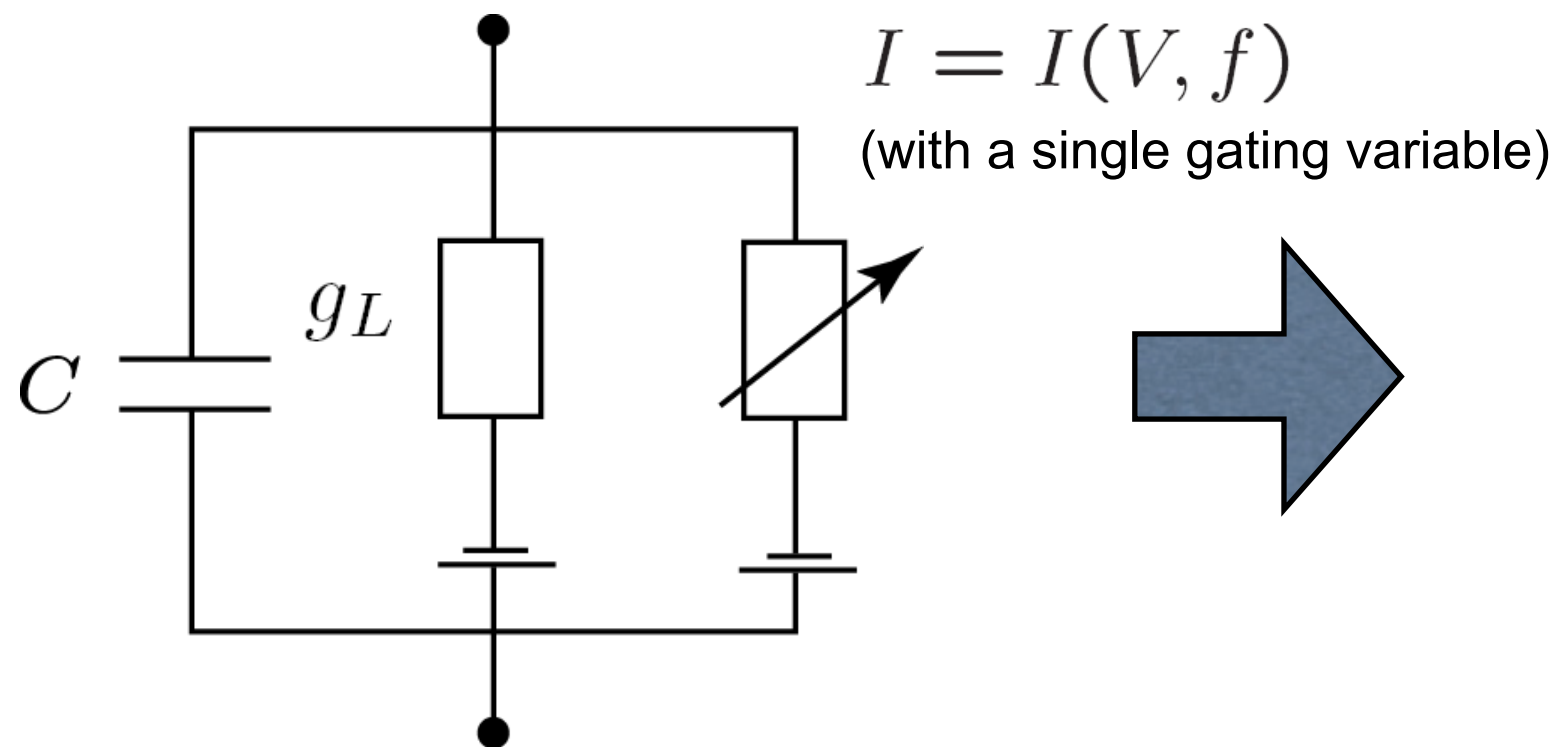 I = I(V, f)
(with a single gating variable)
g_L
C